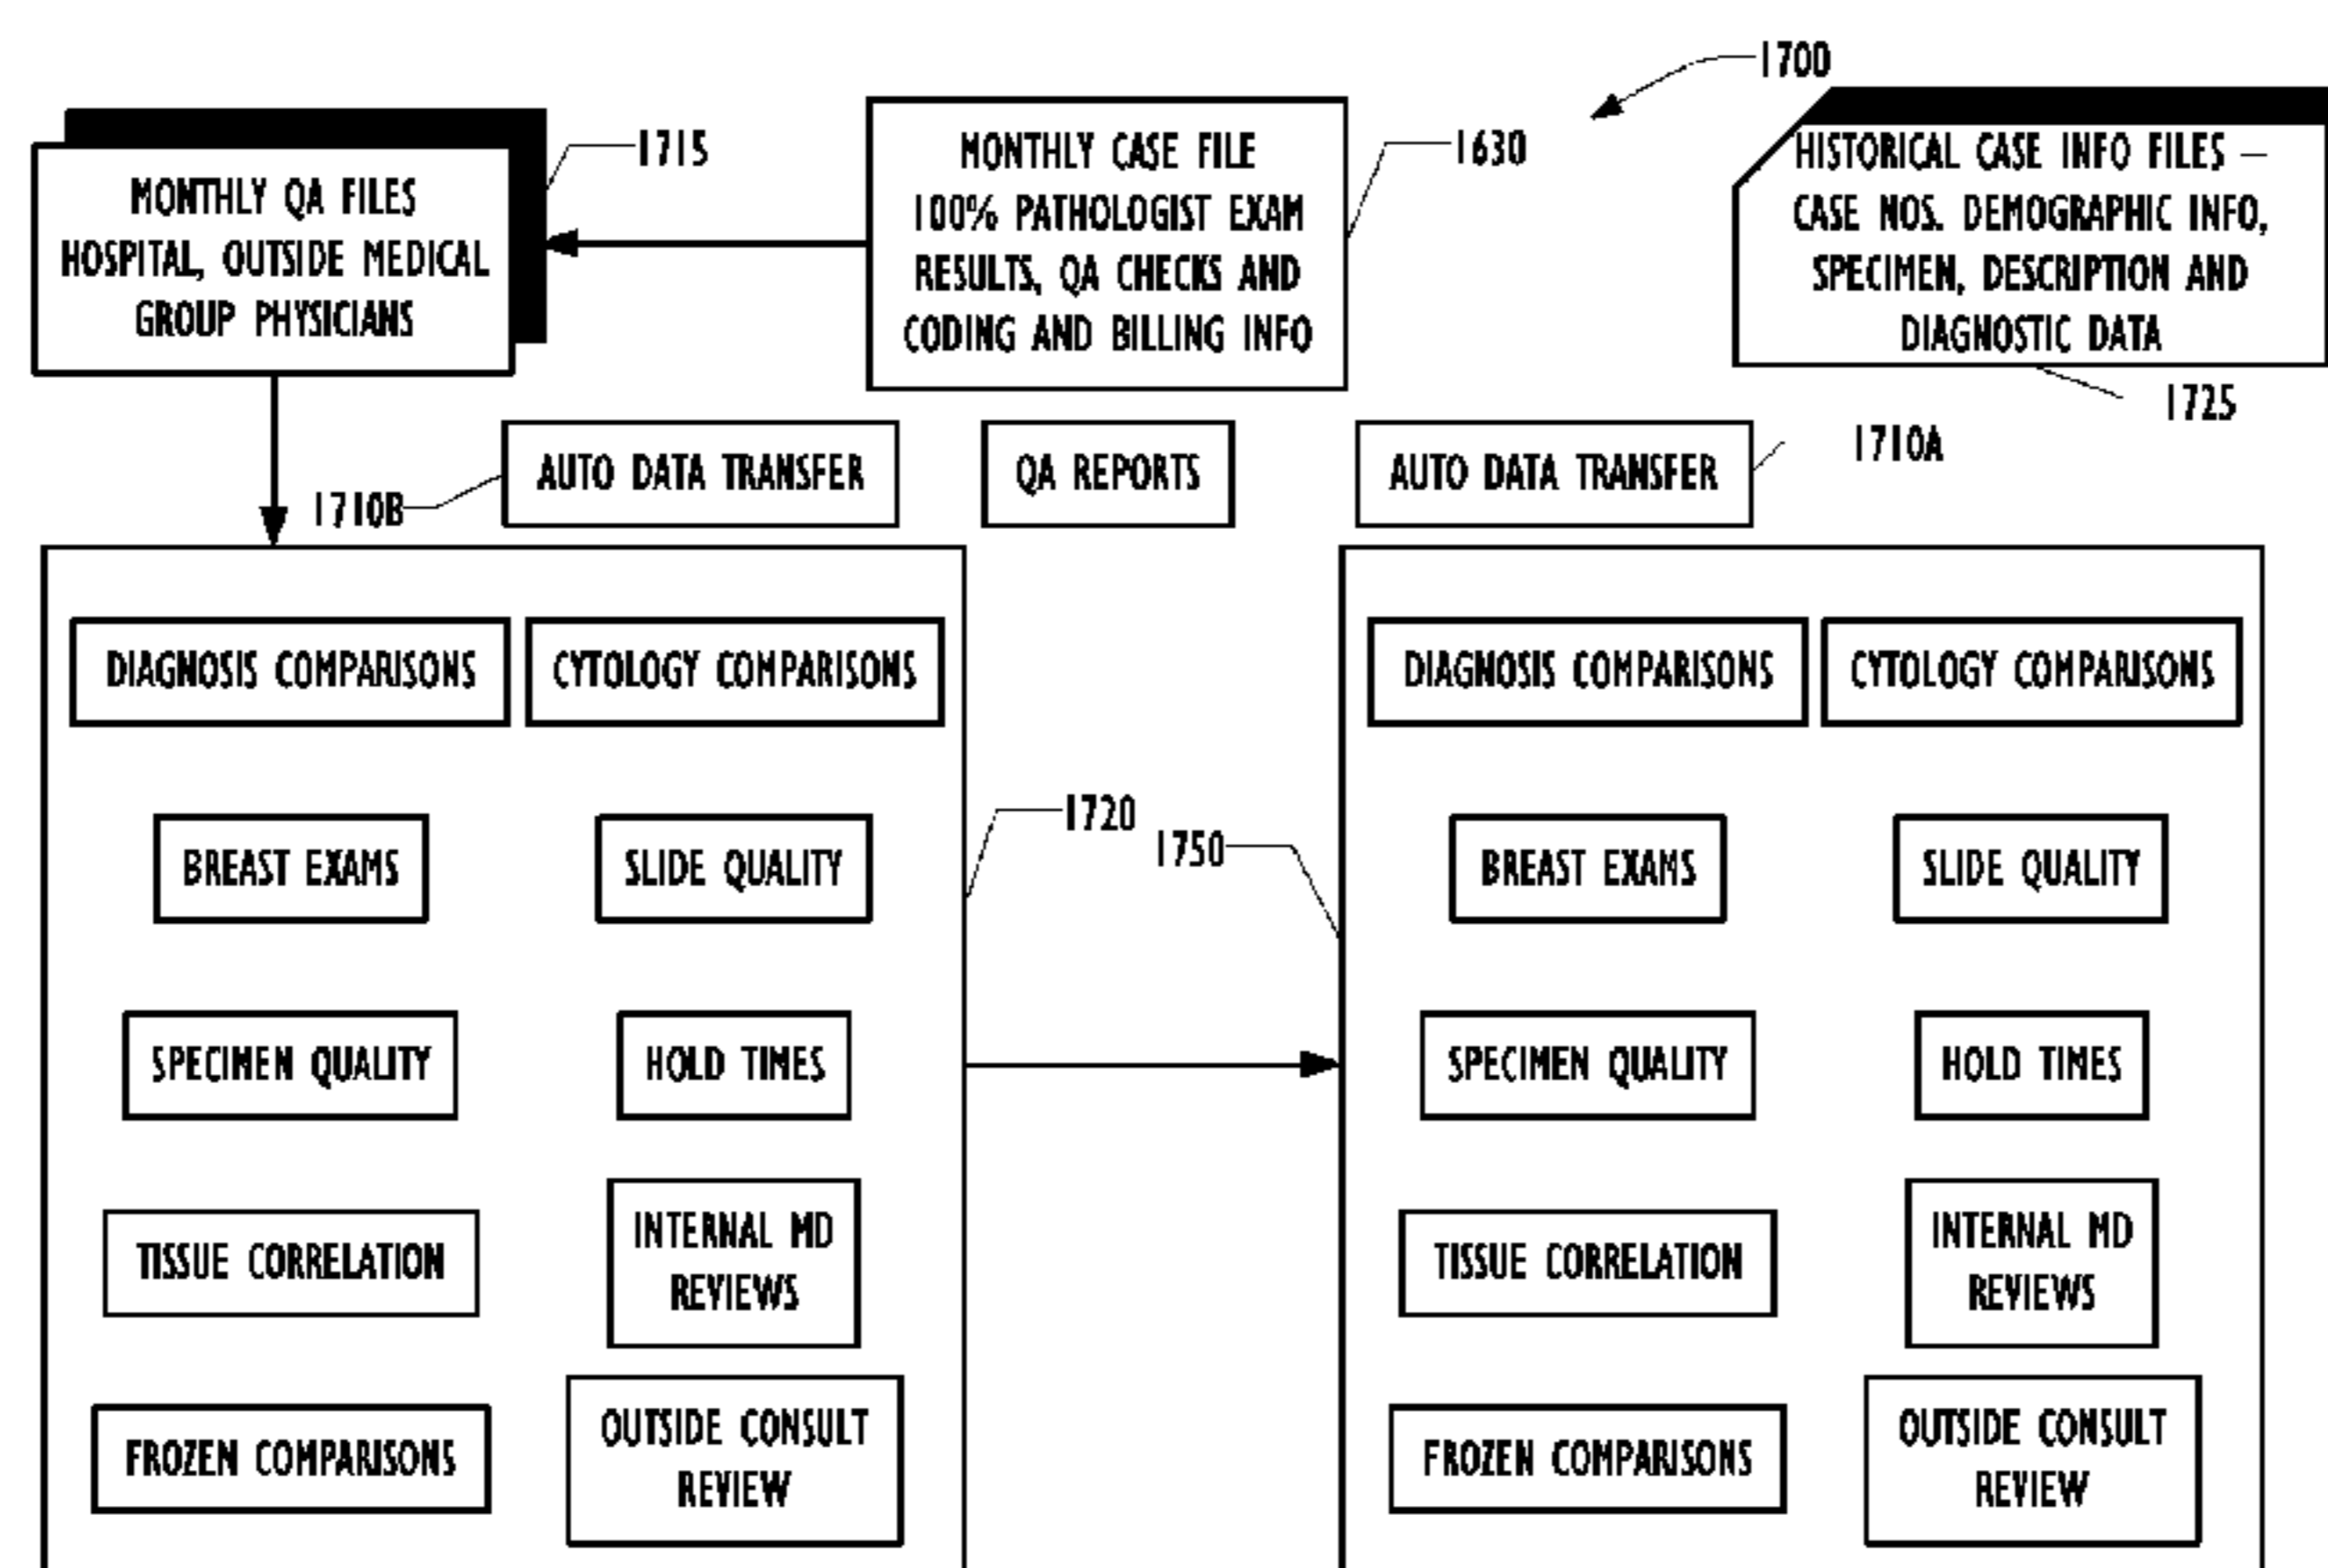 1700
MONTHLY QA FILES
HOSPITAL, OUTSIDE MEDICAL
GROUP PHYSICIANS
1715
MONTHLY CASE FILE
100% PATHOLOGIST EXAM
RESULTS, QA CHECKS AND
CODING AND BILLING INFO
1630
HISTORICAL CASE INFO FILES —
CASE NOS. DEMOGRAPHIC INFO,
SPECIMEN, DESCRIPTION AND
DIAGNOSTIC DATA
1725
1710B
AUTO DATA TRANSFER
QA REPORTS
AUTO DATA TRANSFER
1710A
DIAGNOSIS COMPARISONS
CYTOLOGY COMPARISONS
BREAST EXAMS
SLIDE QUALITY
SPECIMEN QUALITY
HOLD TIMES
TISSUE CORRELATION
INTERNAL MD
REVIEWS
FROZEN COMPARISONS
OUTSIDE CONSULT
REVIEW
1720
1750
DIAGNOSIS COMPARISONS
CYTOLOGY COMPARISONS
BREAST EXAMS
SLIDE QUALITY
SPECIMEN QUALITY
HOLD TIMES
TISSUE CORRELATION
INTERNAL MD
REVIEWS
FROZEN COMPARISONS
OUTSIDE CONSULT
REVIEW